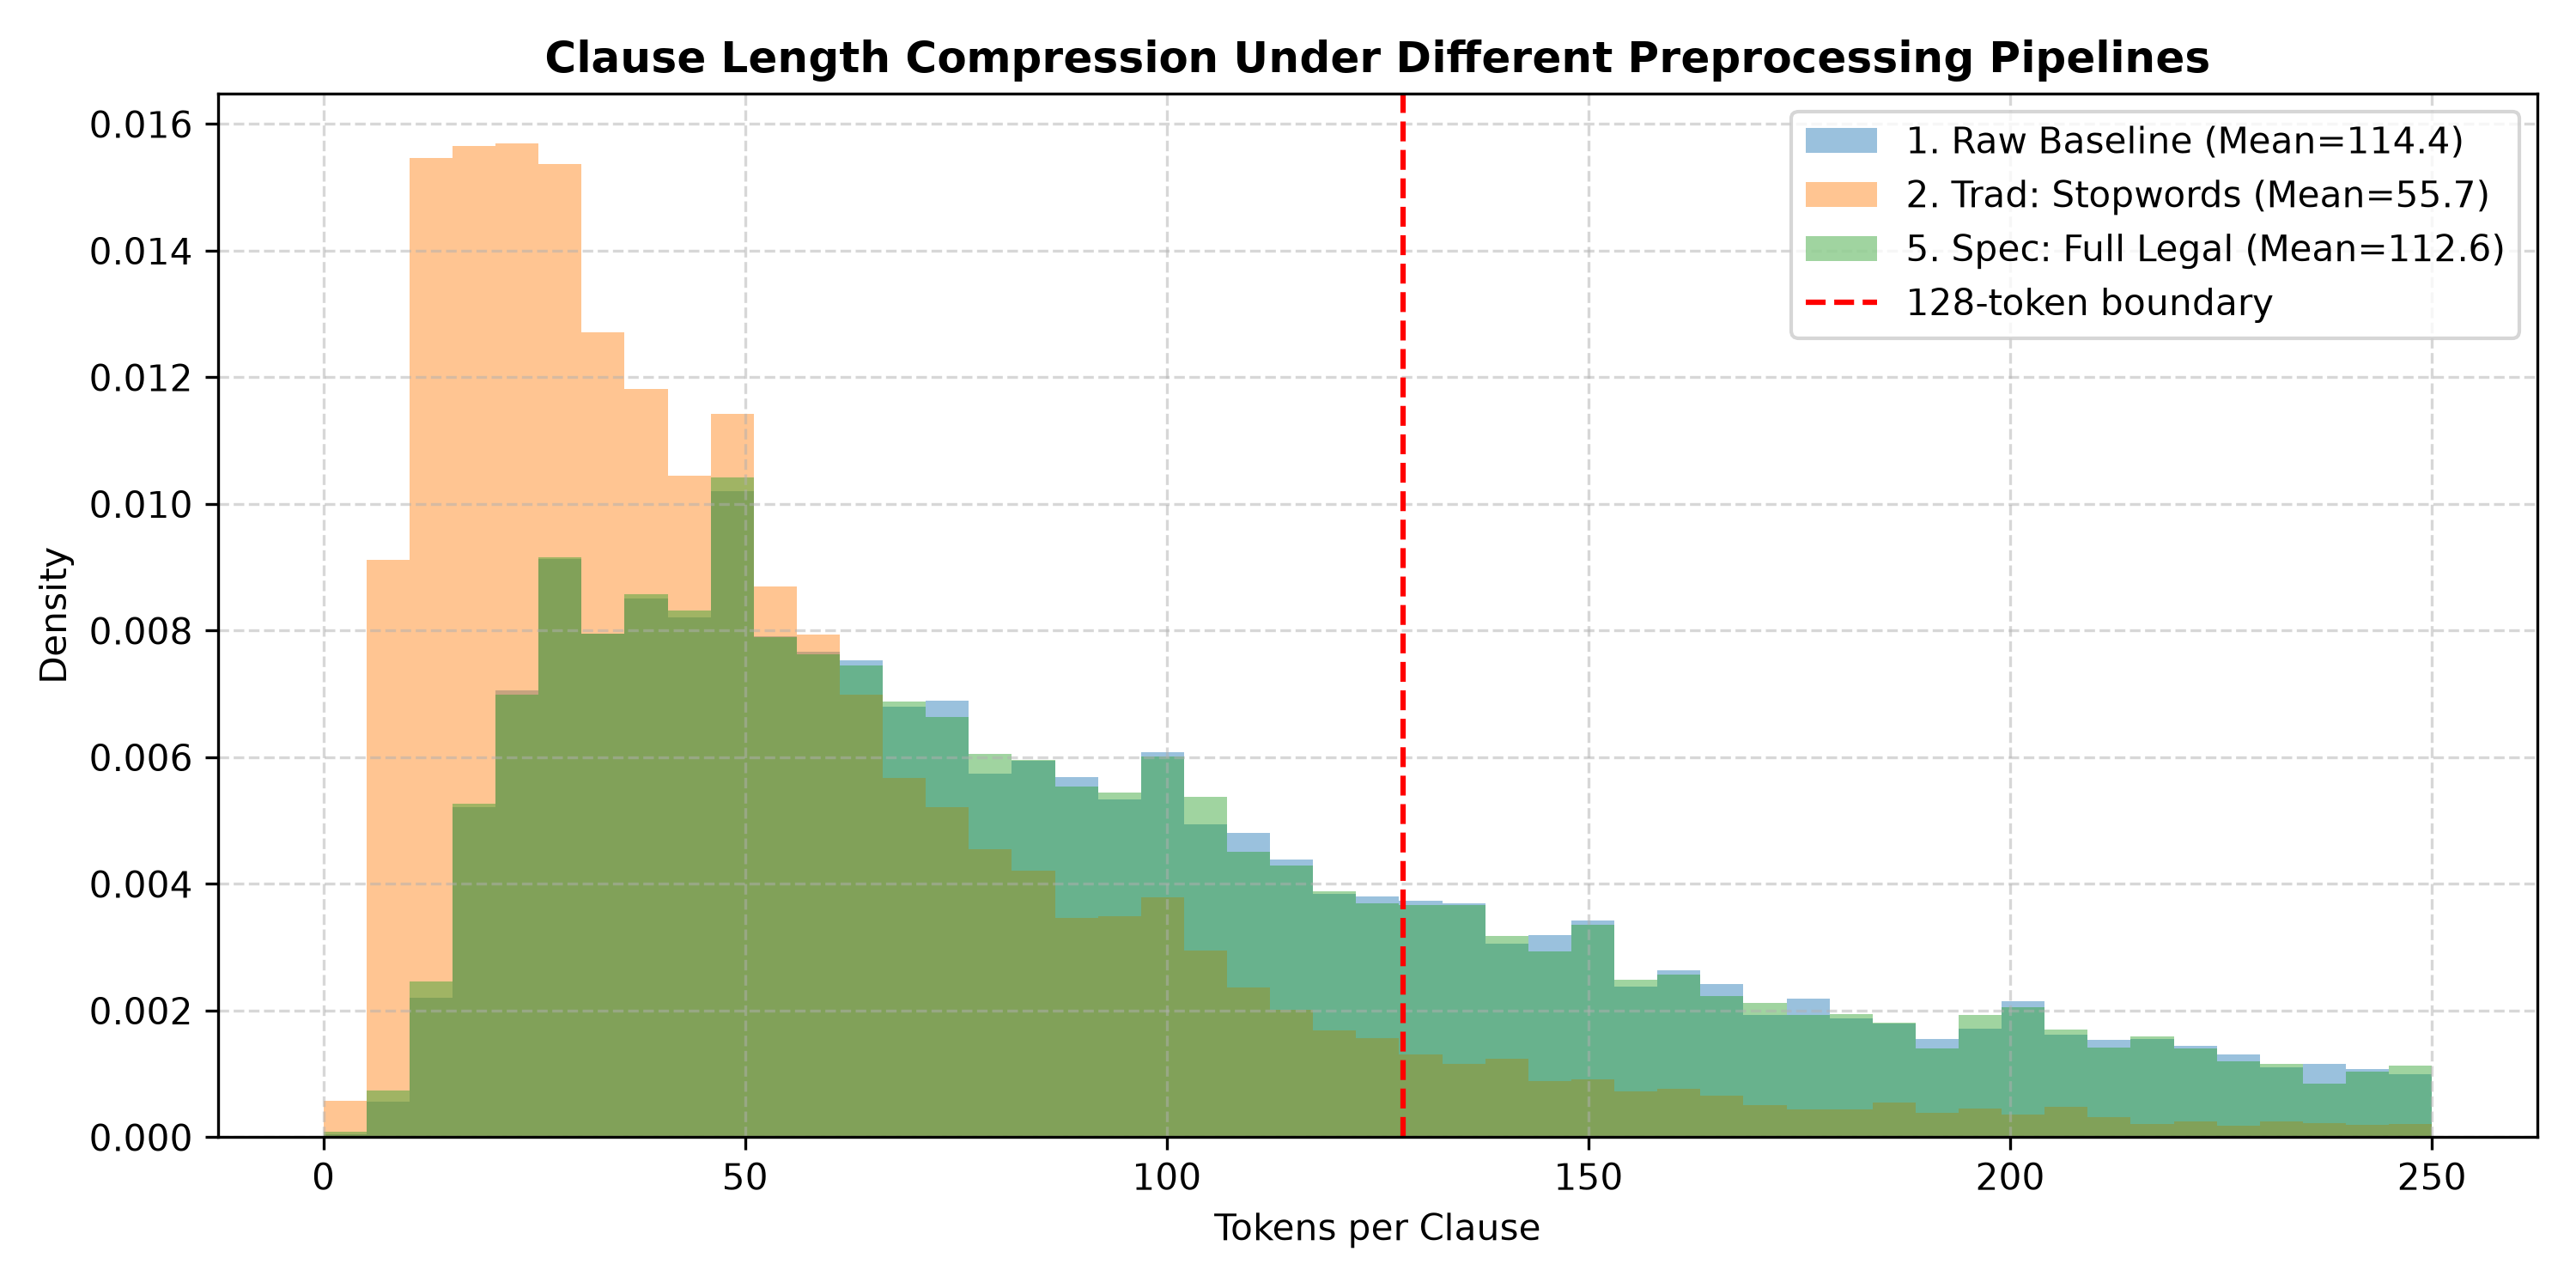 Clause Length Compression Under Different Preprocessing Pipelines
1. Raw Baseline (Mean=114.4)
2. Trad: Stopwords (Mean=55.7)
5. Spec: Full Legal (Mean=112.6)
128-token boundary
Density
0.016
0.014
0.012
0.010
0.008
0.006
0.004
0.002
0.000
0 50 100 150 200 250
Tokens per Clause